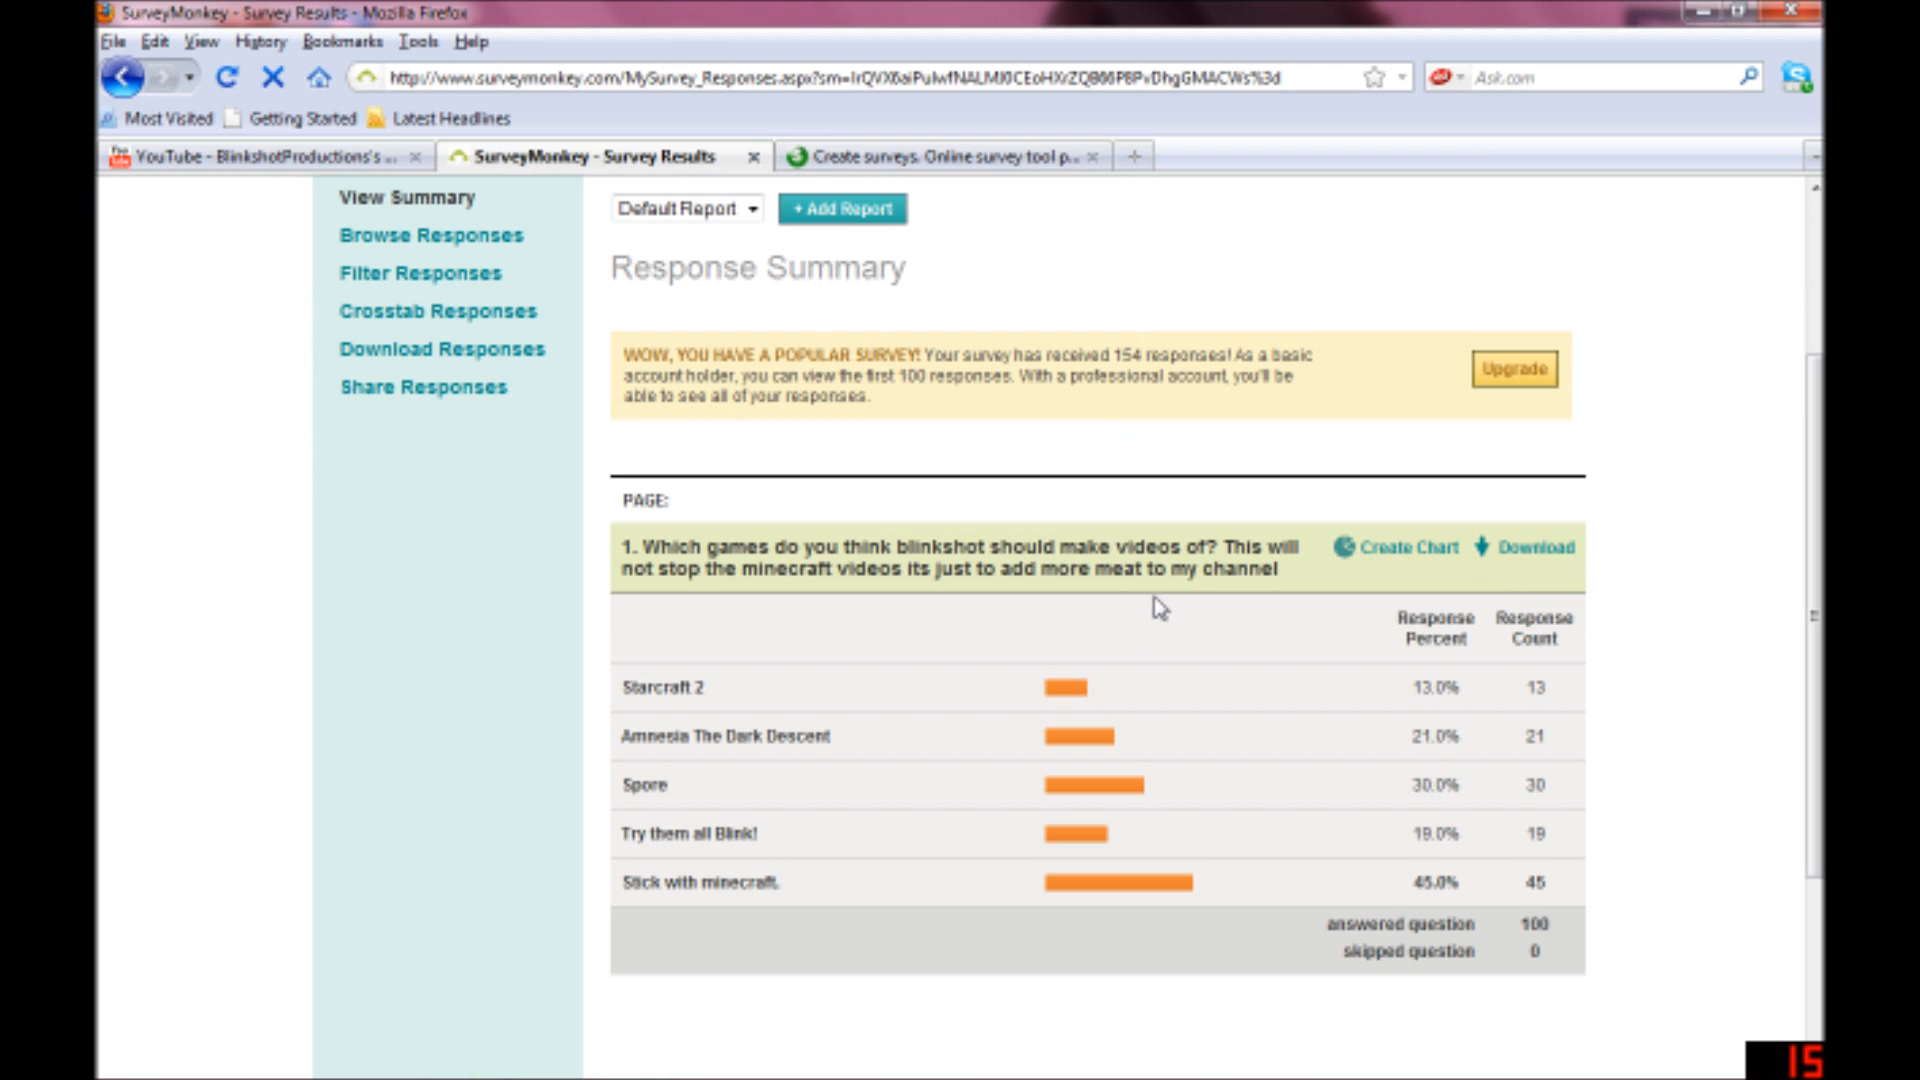 SurveyMonkey - Survey Results - Mozilla Firefox
File Edit View History Bookmarks Tools Help
Ask.com
Most Visited Getting Started Latest Headlines
YouTube - BlinkshotProductions's ... SurveyMonkey - Survey Results Create surveys. Online survey tool p...
View Summary
Browse Responses
Filter Responses
Crosstab Responses
Download Responses
Share Responses
Default Report + Add Report
Response Summary
WOW, YOU HAVE A POPULAR SURVEY! Your survey has received 154 responses! As a basic
account holder, you can view the first 100 responses. With a professional account, you'll be
able to see all of your responses.
Upgrade
PAGE:
1. Which games do you think blinkshot should make videos of? This will
not stop the minecraft videos its just to add more meat to my channel
Create Chart Download
Response Percent Response Count
Starcraft 2 13.0% 13
Amnesia The Dark Descent 21.0% 21
Spore 30.0% 30
Try them all Blink! 19.0% 19
Stick with minecraft. 45.0% 45
answered question 100
skipped question 0
15